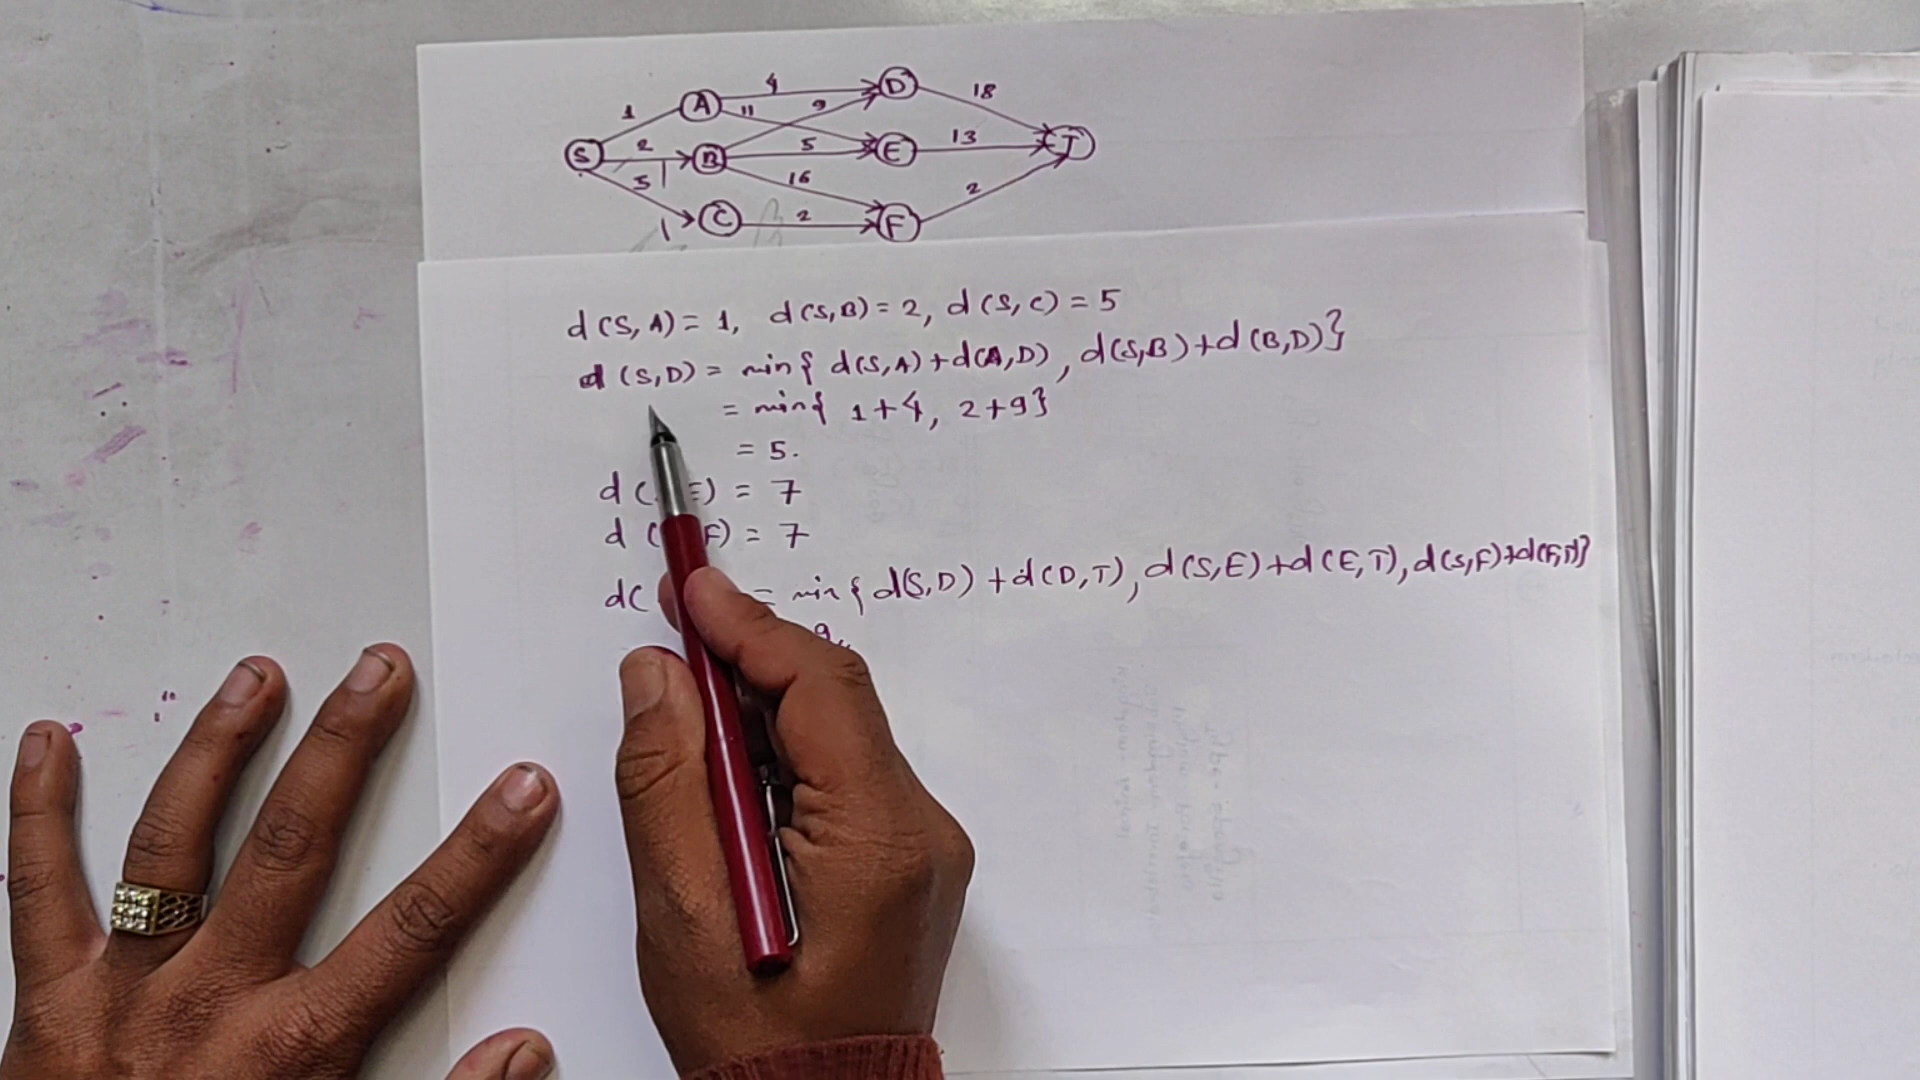 1 A 4 D 18
11 9
S 2 B 5 E 13 T
5 16 2
C 2 F
d(S,A) = 1, d(S,B) = 2, d(S,C) = 5
d(S,D) = min{ d(S,A)+d(A,D), d(S,B)+d(B,D)}
= min{ 1+4, 2+9}
= 5.
d( E) = 7
d( F) = 7
d( = min{ d(S,D) + d(D,T), d(S,E)+d(E,T), d(S,F)+d(F,T)}
9.